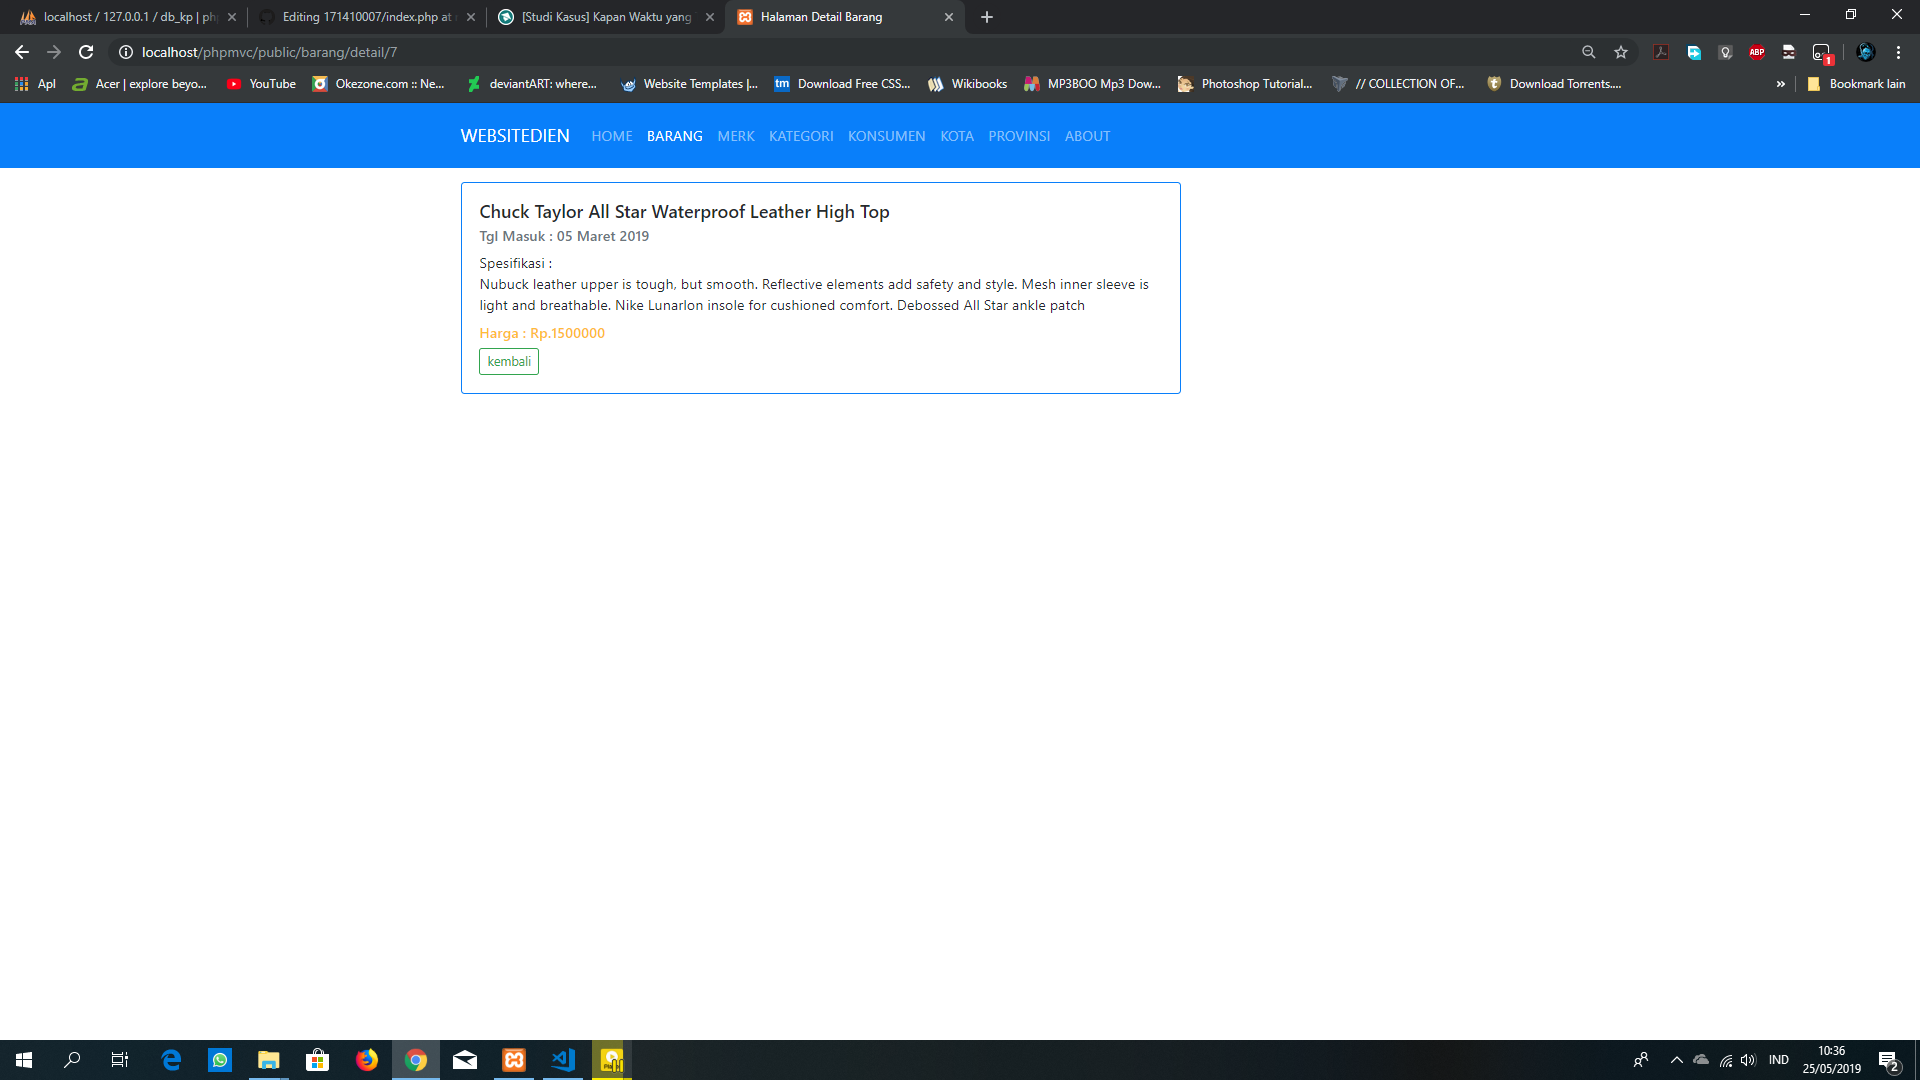 localhost / 127.0.0.1 / db_kp | ph
Editing 171410007/index.php at
[Studi Kasus] Kapan Waktu yang
Halaman Detail Barang
localhost/phpmvc/public/barang/detail/7
ABP
1
Apl
Acer | explore beyo...
YouTube
Okezone.com :: Ne...
deviantART: where...
Website Templates |...
tm
Download Free CSS...
Wikibooks
MP3BOO Mp3 Dow...
Photoshop Tutorial...
// COLLECTION OF...
Download Torrents....
»
Bookmark lain
WEBSITEDIEN
HOME
BARANG
MERK
KATEGORI
KONSUMEN
KOTA
PROVINSI
ABOUT
Chuck Taylor All Star Waterproof Leather High Top
Tgl Masuk : 05 Maret 2019
Spesifikasi :
Nubuck leather upper is tough, but smooth. Reflective elements add safety and style. Mesh inner sleeve is
light and breathable. Nike Lunarlon insole for cushioned comfort. Debossed All Star ankle patch
Harga : Rp.1500000
kembali
IND
10:36
25/05/2019
2